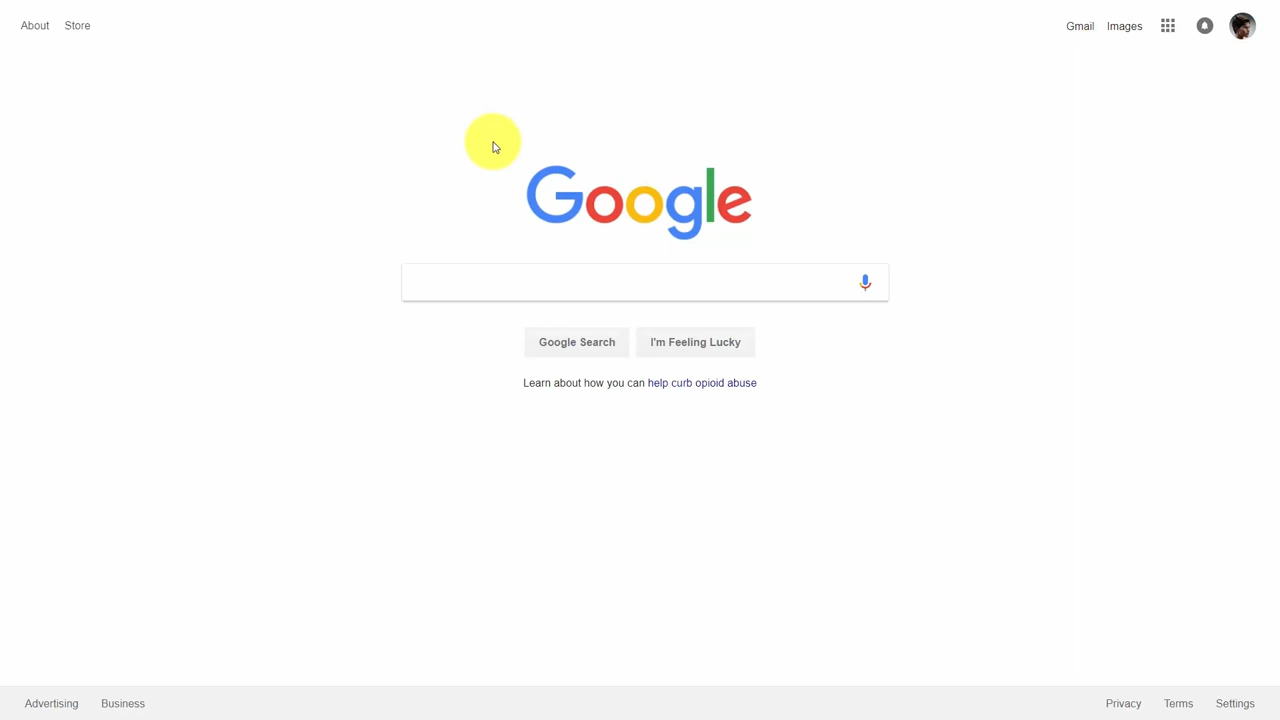 About Store
Gmail Images
Google
Google Search I'm Feeling Lucky
Learn about how you can help curb opioid abuse
Advertising Business
Privacy Terms Settings